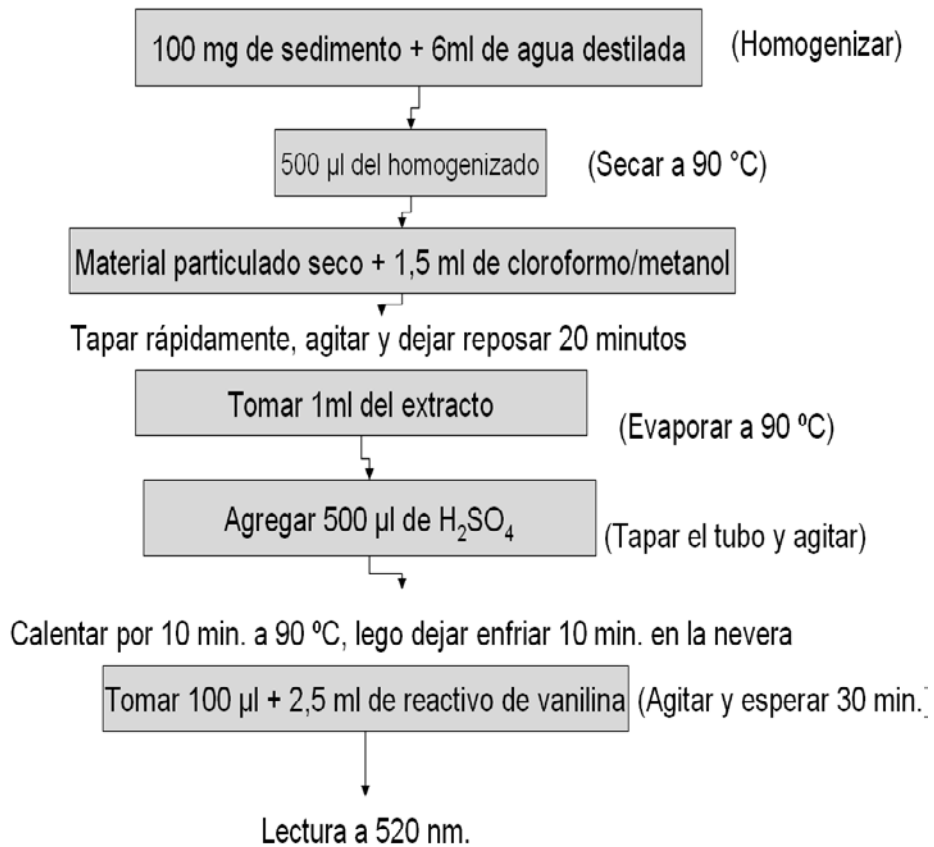 100 mg de sedimento + 6ml de agua destilada (Homogenizar)
500 µl del homogenizado (Secar a 90 °C)
Material particulado seco + 1,5 ml de cloroformo/metanol
Tapar rápidamente, agitar y dejar reposar 20 minutos
Tomar 1ml del extracto
(Evaporar a 90 ºC)
Agregar 500 µl de H₂SO₄
(Tapar el tubo y agitar)
Calentar por 10 min. a 90 ºC, lego dejar enfriar 10 min. en la nevera
Tomar 100 µl + 2,5 ml de reactivo de vanilina (Agitar y esperar 30 min.)
Lectura a 520 nm.